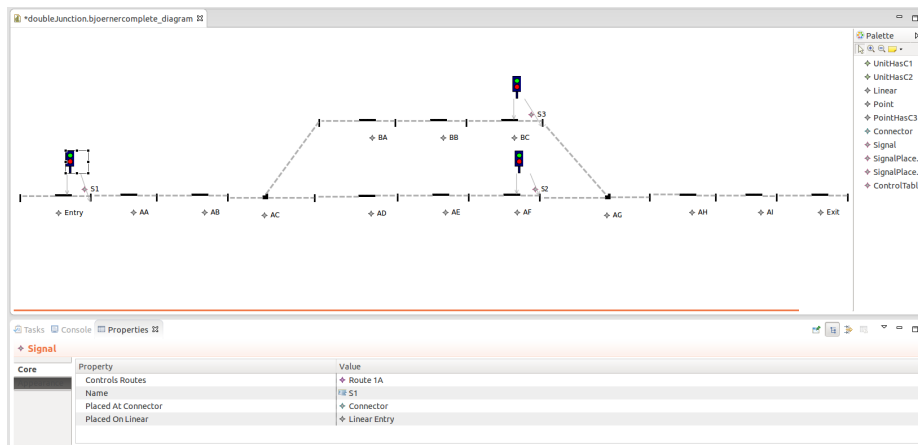 *doubleJunction.bjoernercomplete_diagram
Palette
UnitHasC1
UnitHasC2
Linear
Point
PointHasC3
Connector
Signal
SignalPlace.
SignalPlace.
ControlTabl
S3
BA
BB
BC
S1
S2
Entry
AA
AB
AC
AD
AE
AF
AG
AH
AI
Exit
Tasks
Console
Properties
Signal
Core
Property Value
Controls Routes Route 1A
Name S1
Placed At Connector Connector
Placed On Linear Linear Entry